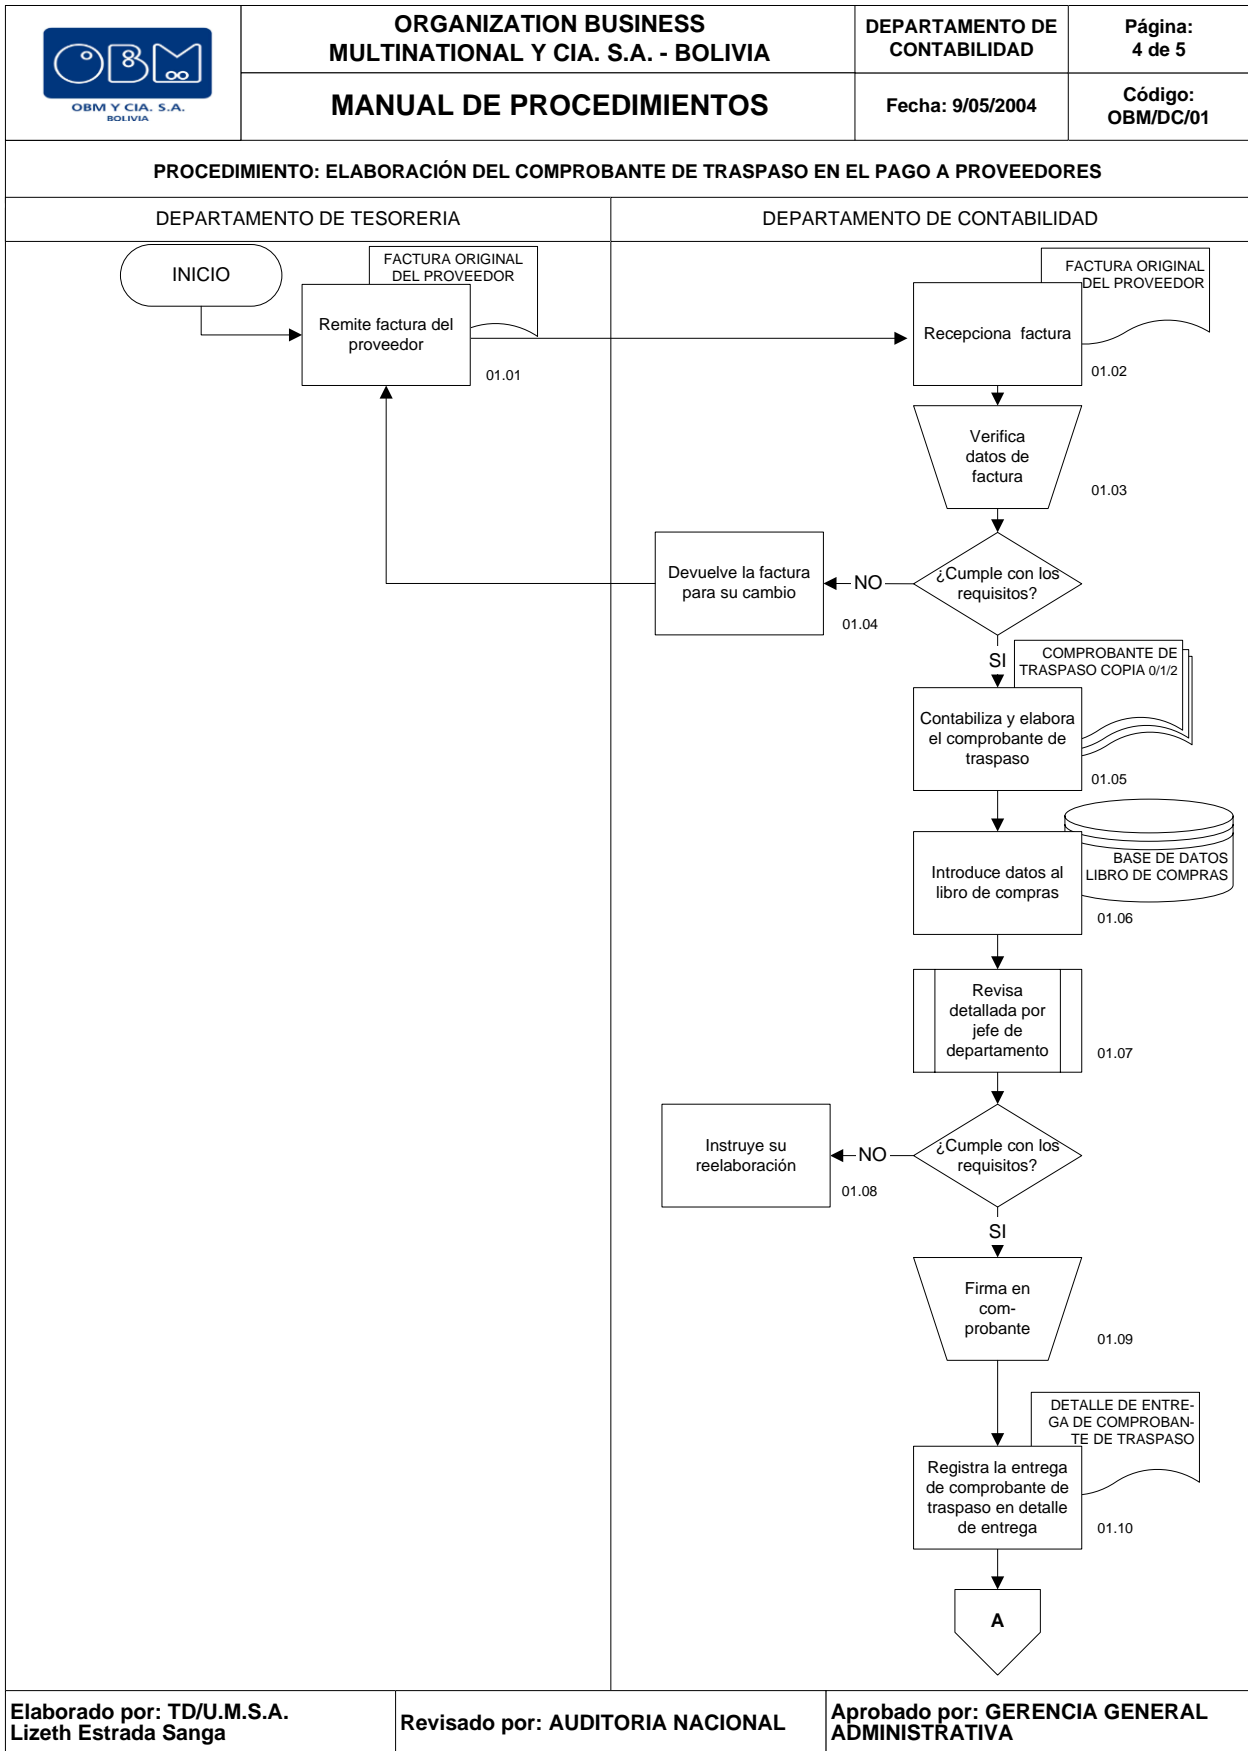 OBM
OBM Y CIA. S.A.
BOLIVIA
ORGANIZATION BUSINESS
MULTINATIONAL Y CIA. S.A. - BOLIVIA
DEPARTAMENTO DE
CONTABILIDAD
Página:
4 de 5
MANUAL DE PROCEDIMIENTOS
Fecha: 9/05/2004
Código:
OBM/DC/01
PROCEDIMIENTO: ELABORACIÓN DEL COMPROBANTE DE TRASPASO EN EL PAGO A PROVEEDORES
DEPARTAMENTO DE TESORERIA
DEPARTAMENTO DE CONTABILIDAD
INICIO
FACTURA ORIGINAL
DEL PROVEEDOR
Remite factura del
proveedor
01.01
FACTURA ORIGINAL
DEL PROVEEDOR
Recepciona factura
01.02
Verifica
datos de
factura
01.03
¿Cumple con los
requisitos?
NO
Devuelve la factura
para su cambio
01.04
SI
COMPROBANTE DE
TRASPASO COPIA 0/1/2
Contabiliza y elabora
el comprobante de
traspaso
01.05
BASE DE DATOS
LIBRO DE COMPRAS
Introduce datos al
libro de compras
01.06
Revisa
detallada por
jefe de
departamento
01.07
¿Cumple con los
requisitos?
NO
Instruye su
reelaboración
01.08
SI
Firma en
com-
probante
01.09
DETALLE DE ENTRE-
GA DE COMPROBAN-
TE DE TRASPASO
Registra la entrega
de comprobante de
traspaso en detalle
de entrega
01.10
A
Elaborado por: TD/U.M.S.A.
Lizeth Estrada Sanga
Revisado por: AUDITORIA NACIONAL
Aprobado por: GERENCIA GENERAL
ADMINISTRATIVA